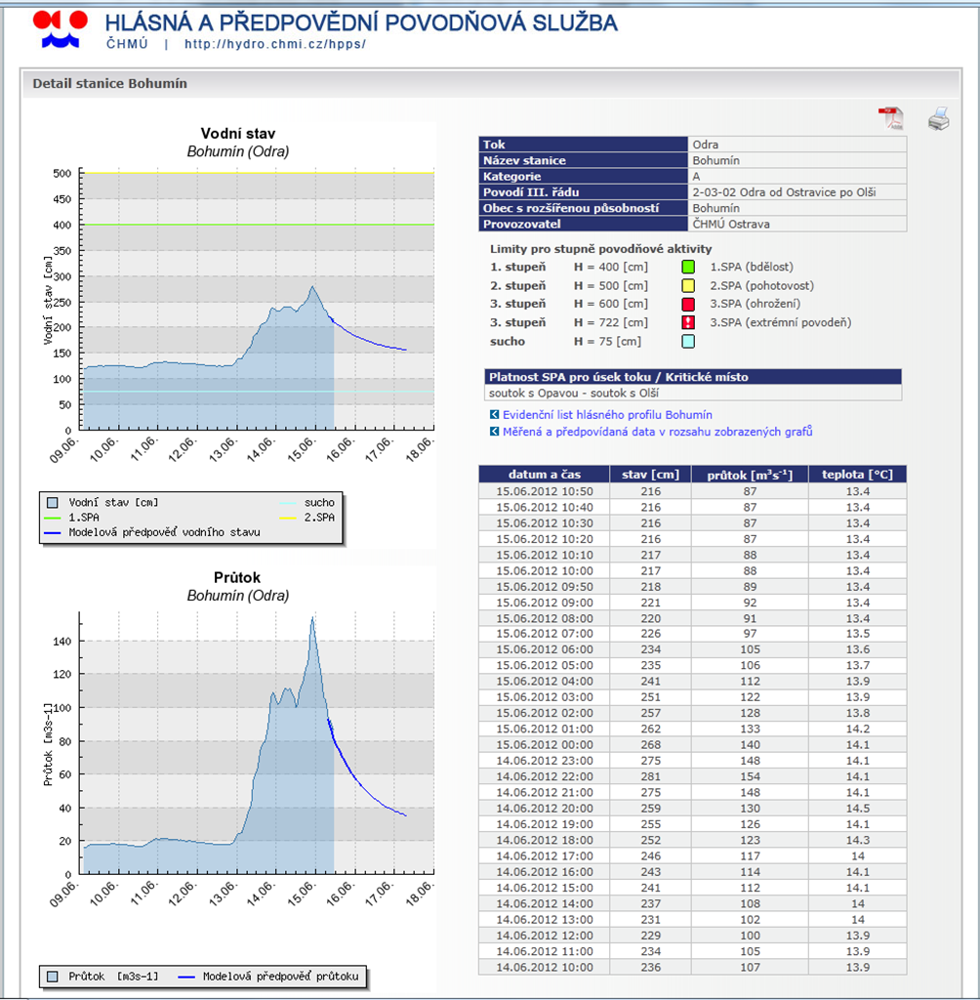 HLÁSNÁ A PŘEDPOVĚDNÍ POVODŇOVÁ SLUŽBA
ČHMÚ | http://hydro.chmi.cz/hpps/
Detail stanice Bohumín
Vodní stav
Bohumín (Odra)
Vodní stav [cm]
500
450
400
350
300
250
200
150
100
50
0
09.06. 10.06. 11.06. 12.06. 13.06. 14.06. 15.06. 16.06. 17.06. 18.06.
Vodní stav [cm] sucho
1.SPA 2.SPA
Modelová předpověď vodního stavu
Průtok
Bohumín (Odra)
Průtok [m3s-1]
140
120
100
80
60
40
20
0
09.06. 10.06. 11.06. 12.06. 13.06. 14.06. 15.06. 16.06. 17.06. 18.06.
Průtok [m3s-1] Modelová předpověď průtoku
Tok Odra
Název stanice Bohumín
Kategorie A
Povodí III. řádu 2-03-02 Odra od Ostravice po Olši
Obec s rozšířenou působností Bohumín
Provozovatel ČHMÚ Ostrava
Limity pro stupně povodňové aktivity
1. stupeň H = 400 [cm] 1.SPA (bdělost)
2. stupeň H = 500 [cm] 2.SPA (pohotovost)
3. stupeň H = 600 [cm] 3.SPA (ohrožení)
3. stupeň H = 722 [cm] 3.SPA (extrémní povodeň)
sucho H = 75 [cm]
Platnost SPA pro úsek toku / Kritické místo
soutok s Opavou - soutok s Olší
Evidenční list hlásného profilu Bohumín
Měřená a předpovídaná data v rozsahu zobrazených grafů
datum a čas stav [cm] průtok [m³s⁻¹] teplota [°C]
15.06.2012 10:50 216 87 13.4
15.06.2012 10:40 216 87 13.4
15.06.2012 10:30 216 87 13.4
15.06.2012 10:20 216 87 13.4
15.06.2012 10:10 217 88 13.4
15.06.2012 10:00 217 88 13.4
15.06.2012 09:50 218 89 13.4
15.06.2012 09:00 221 92 13.4
15.06.2012 08:00 220 91 13.4
15.06.2012 07:00 226 97 13.5
15.06.2012 06:00 234 105 13.6
15.06.2012 05:00 235 106 13.7
15.06.2012 04:00 241 112 13.9
15.06.2012 03:00 251 122 13.9
15.06.2012 02:00 257 128 13.8
15.06.2012 01:00 262 133 14.2
15.06.2012 00:00 268 140 14.1
14.06.2012 23:00 275 148 14.1
14.06.2012 22:00 281 154 14.1
14.06.2012 21:00 275 148 14.1
14.06.2012 20:00 259 130 14.5
14.06.2012 19:00 255 126 14.1
14.06.2012 18:00 252 123 14.3
14.06.2012 17:00 246 117 14
14.06.2012 16:00 243 114 14.1
14.06.2012 15:00 241 112 14.1
14.06.2012 14:00 237 108 14
14.06.2012 13:00 231 102 14
14.06.2012 12:00 229 100 13.9
14.06.2012 11:00 234 105 13.9
14.06.2012 10:00 236 107 13.9